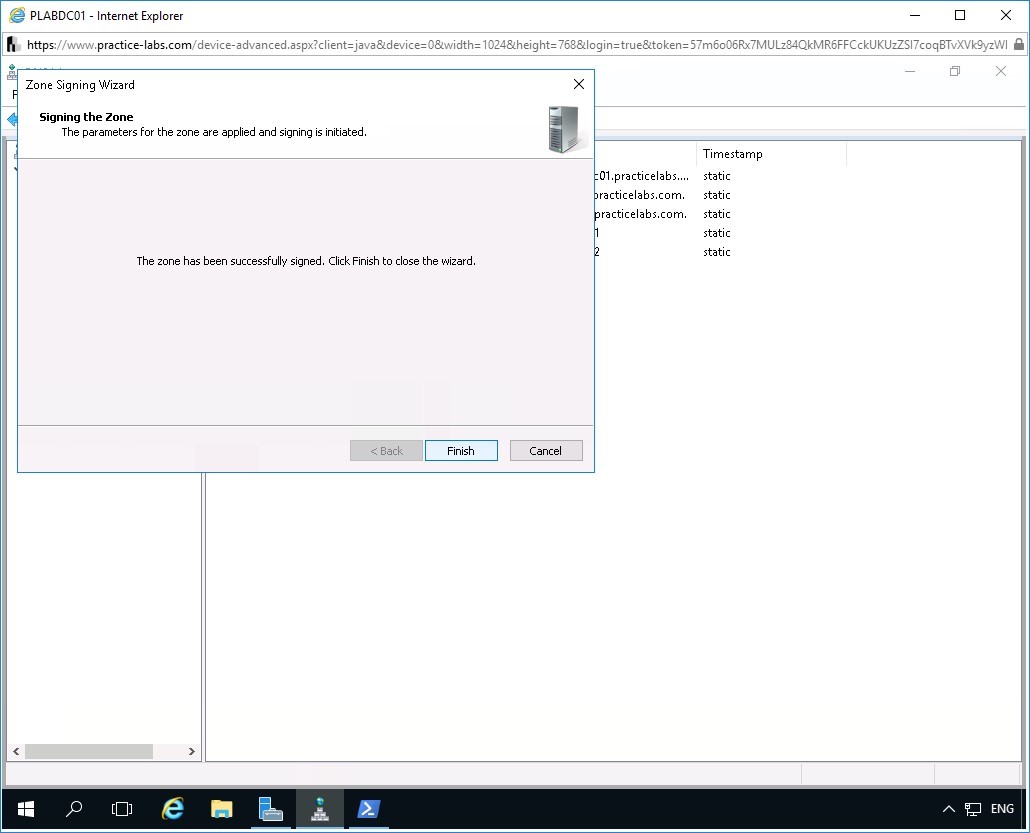 PLABDC01 - Internet Explorer
https://www.practice-labs.com/device-advanced.aspx?client=java&device=0&width=1024&height=768&login=true&token=57m6o06Rx7MULz84QkMR6FFCckUKUzZSI7coqBTvXVk9yzWI
Zone Signing Wizard
Signing the Zone
The parameters for the zone are applied and signing is initiated.
Timestamp
c01.practicelabs.... static
practicelabs.com. static
practicelabs.com. static
1 static
2 static
The zone has been successfully signed. Click Finish to close the wizard.
< Back Finish Cancel
ENG